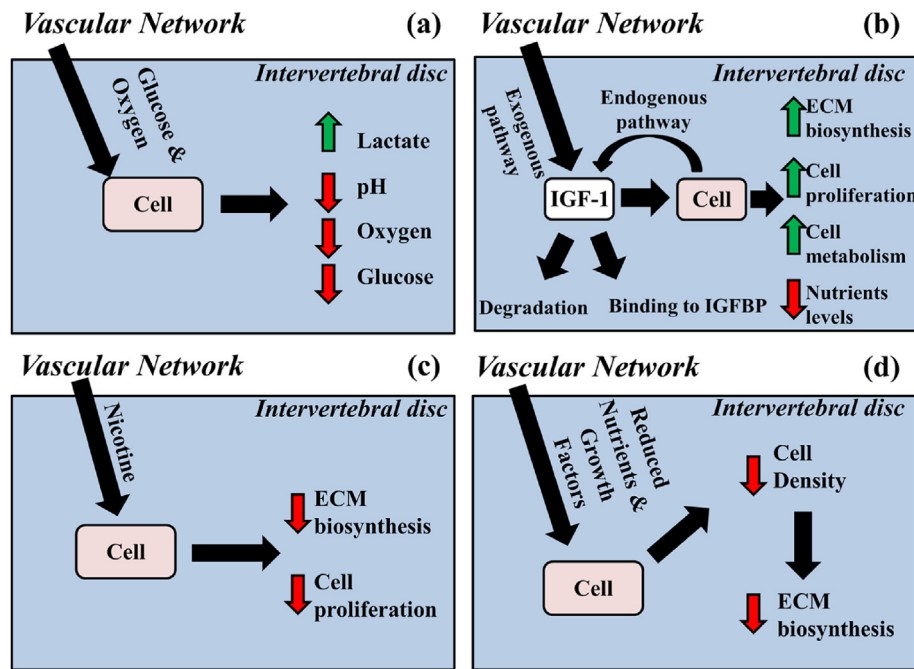 Vascular Network (a)
Intervertebral disc
Glucose &
Oxygen
Cell
Lactate
pH
Oxygen
Glucose
Vascular Network (b)
Intervertebral disc
Exogenous
pathway
Endogenous
pathway
IGF-1
Cell
ECM
biosynthesis
Cell
proliferation
Cell
metabolism
Nutrients
levels
Degradation
Binding to IGFBP
Vascular Network (c)
Intervertebral disc
Nicotine
Cell
ECM
biosynthesis
Cell
proliferation
Vascular Network (d)
Intervertebral disc
Reduced
Nutrients &
Growth
Factors
Cell
Cell
Density
ECM
biosynthesis